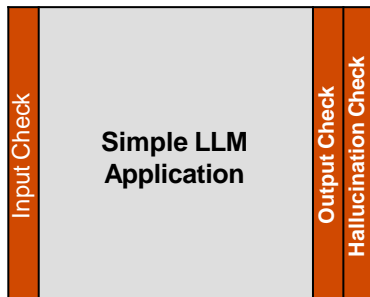 Input Check
Simple LLM
Application
Output Check
Hallucination Check